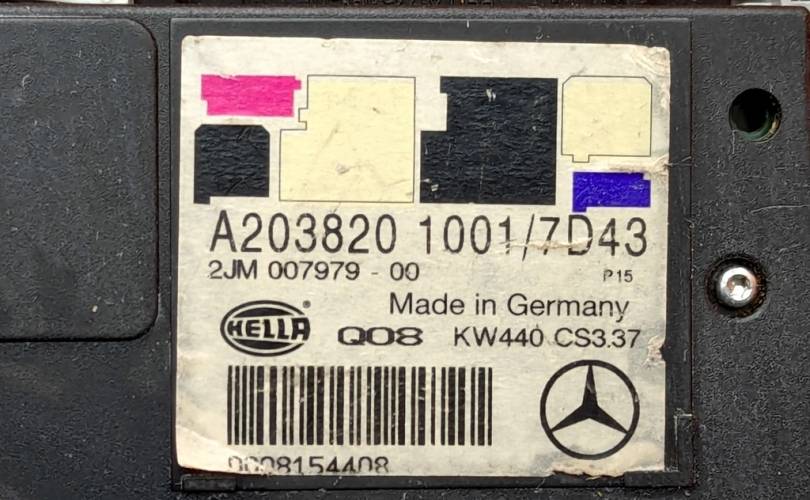 A203820 1001/7D43
2JM 007979 - 00
P15
Made in Germany
HELLA ®
Q08 KW440 CS3.37
0008154408